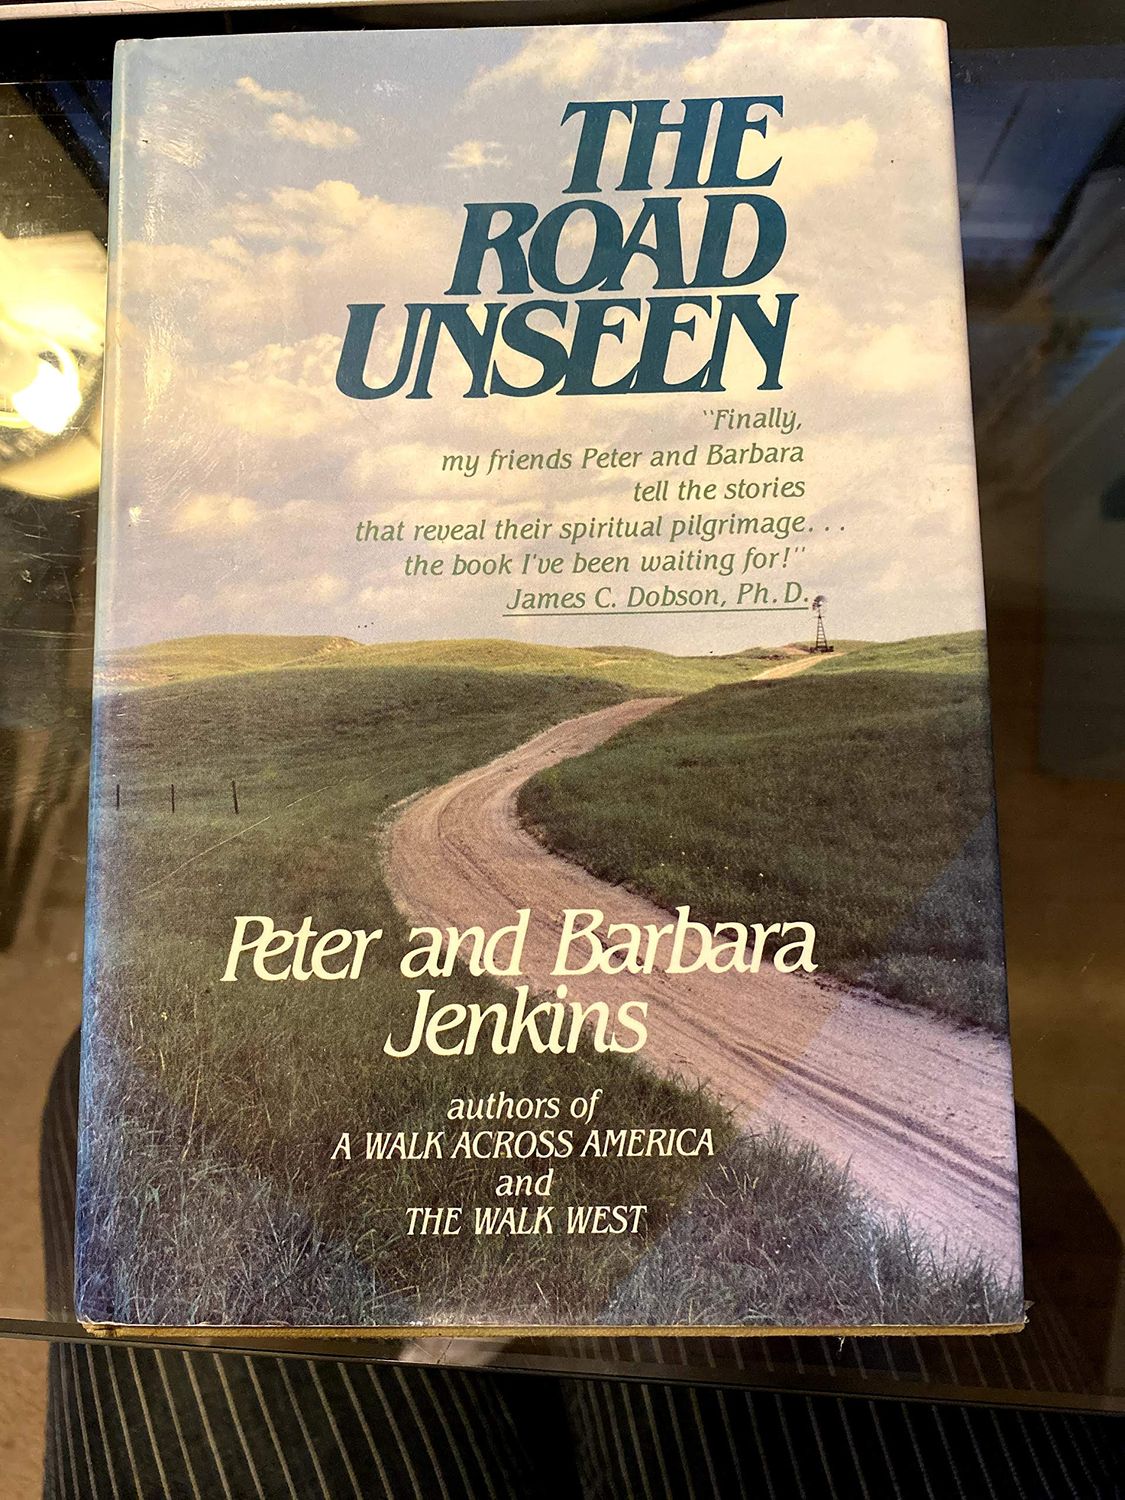 THE
ROAD
UNSEEN
"Finally,
my friends Peter and Barbara
tell the stories
that reveal their spiritual pilgrimage...
the book I've been waiting for!"
James C. Dobson, Ph.D.
Peter and Barbara
Jenkins
authors of
A WALK ACROSS AMERICA
and
THE WALK WEST